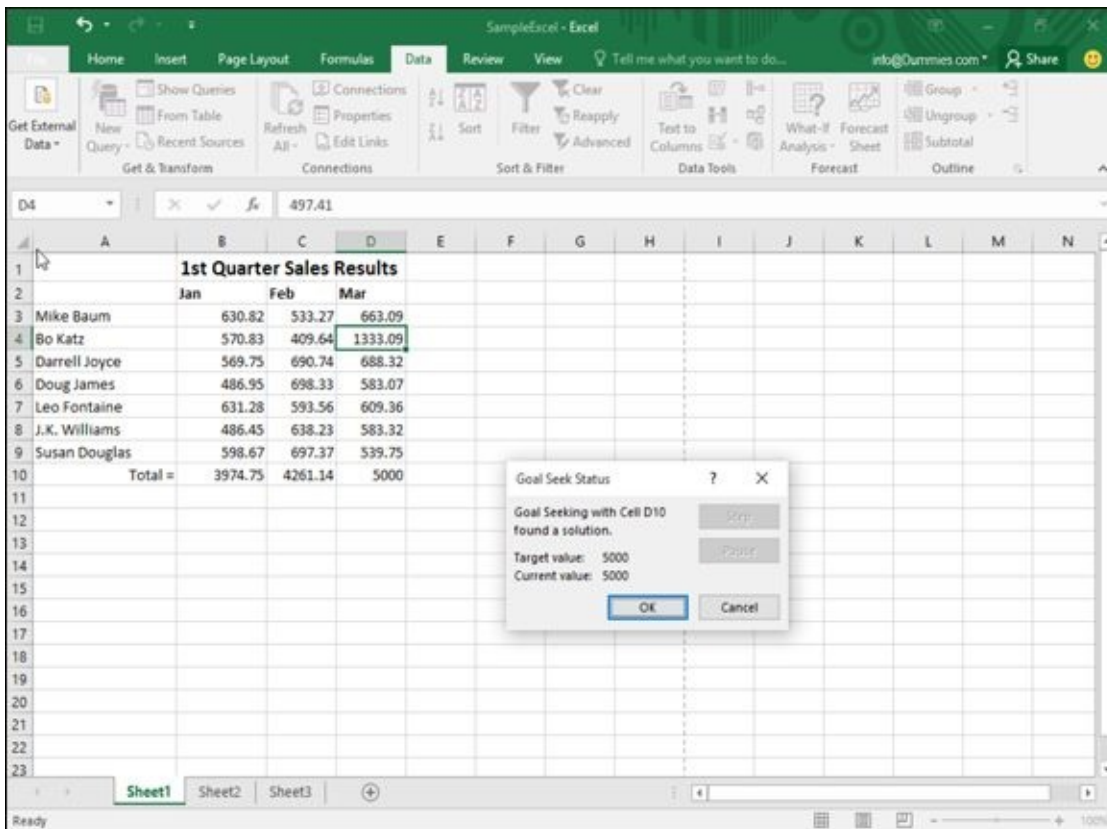 SampleExcel - Excel
Home Insert Page Layout Formulas Data Review View Tell me what you want to do... info@Dummies.com Share
Get External Data
New Query
Show Queries
From Table
Recent Sources
Get & Transform
Refresh All
Connections
Properties
Edit Links
Connections
Sort
Filter
Clear
Reapply
Advanced
Sort & Filter
Text to Columns
Data Tools
What-If Analysis
Forecast Sheet
Forecast
Group
Ungroup
Subtotal
Outline
D4 fx 497.41
A B C D E F G H I J K L M N
1 1st Quarter Sales Results
2 Jan Feb Mar
3 Mike Baum 630.82 533.27 663.09
4 Bo Katz 570.83 409.64 1333.09
5 Darrell Joyce 569.75 690.74 688.32
6 Doug James 486.95 698.33 583.07
7 Leo Fontaine 631.28 593.56 609.36
8 J.K. Williams 486.45 638.23 583.32
9 Susan Douglas 598.67 697.37 539.75
10 Total = 3974.75 4261.14 5000
11
12
13
14
15
16
17
18
19
20
21
22
23
Goal Seek Status ? X
Goal Seeking with Cell D10
found a solution.
Target value: 5000
Current value: 5000
Step
Pause
OK Cancel
Sheet1 Sheet2 Sheet3
Ready 100%